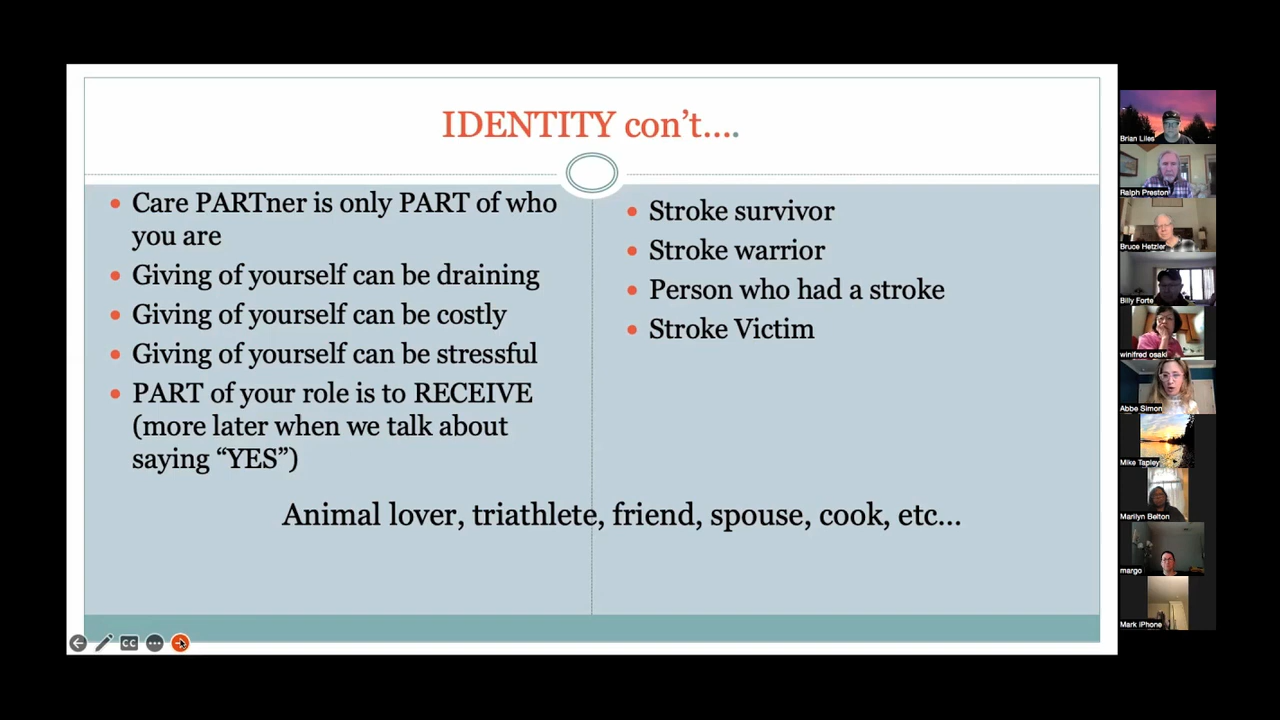 IDENTITY con’t....
Care PARTner is only PART of who
you are
Giving of yourself can be draining
Giving of yourself can be costly
Giving of yourself can be stressful
PART of your role is to RECEIVE
(more later when we talk about
saying “YES”)
Stroke survivor
Stroke warrior
Person who had a stroke
Stroke Victim
Animal lover, triathlete, friend, spouse, cook, etc...
CC
Brian Liles
Ralph Preston
Bruce Hetzler
Billy Forte
winifred osaki
Abbe Simon
Mike Tapley
Marilyn Belton
margo
Mark iPhone